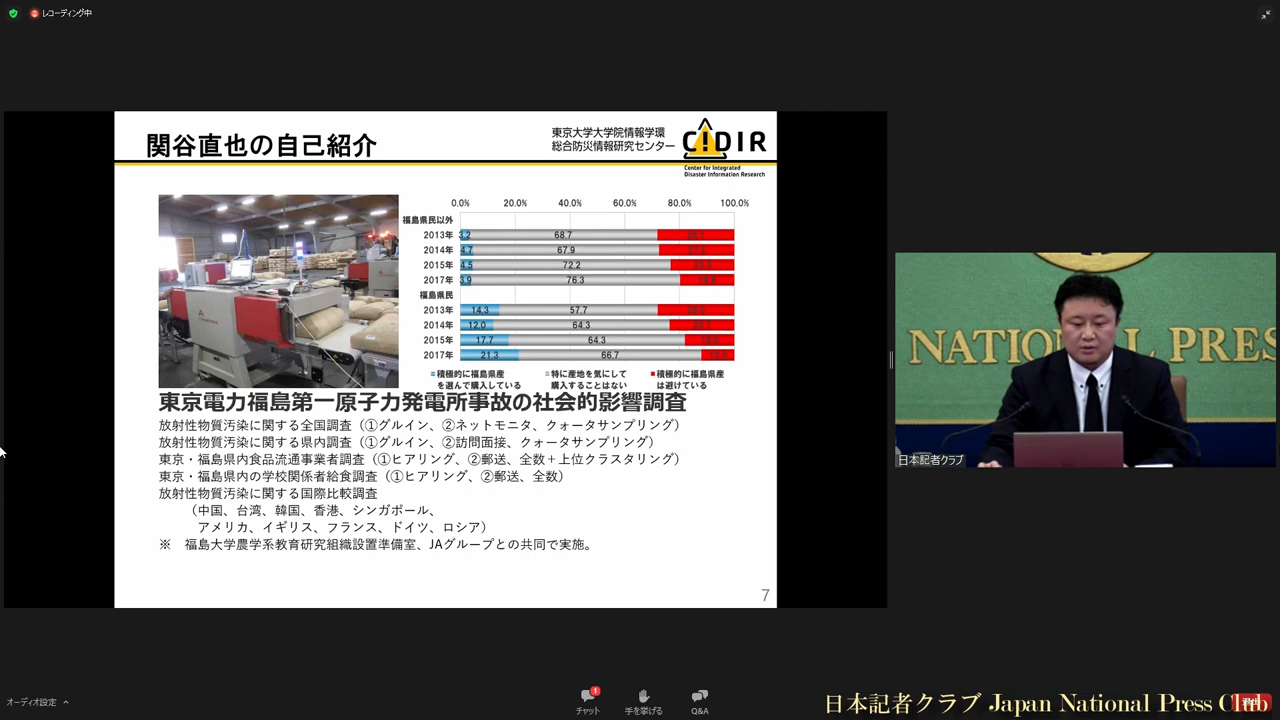 レコーディング中
関谷直也の自己紹介
東京大学大学院情報学環
総合防災情報研究センター
C!DIR
Center for Integrated
Disaster Information Research
0.0% 20.0% 40.0% 60.0% 80.0% 100.0%
福島県民以外
2013年 3.2 68.7
2014年 4.7 67.9
2015年 4.5 72.2
2017年 3.9 76.3
福島県民
2013年 14.3 57.7
2014年 12.0 64.3
2015年 17.7 64.3
2017年 21.3 66.7
積極的に福島県産
を選んで購入している
特に産地を気にして
購入することはない
積極的に福島県産
は避けている
東京電力福島第一原子力発電所事故の社会的影響調査
放射性物質汚染に関する全国調査（①グルイン、②ネットモニタ、クォータサンプリング）
放射性物質汚染に関する県内調査（①グルイン、②訪問面接、クォータサンプリング）
東京・福島県内食品流通事業者調査（①ヒアリング、②郵送、全数＋上位クラスタリング）
東京・福島県内の学校関係者給食調査（①ヒアリング、②郵送、全数）
放射性物質汚染に関する国際比較調査
（中国、台湾、韓国、香港、シンガポール、
アメリカ、イギリス、フランス、ドイツ、ロシア）
※　福島大学農学系教育研究組織設置準備室、JAグループとの共同で実施。
7
NATIONAL PRES
日本記者クラブ
オーディオ設定
1
チャット
手を挙げる
Q&A
日本記者クラブ Japan National Press Club